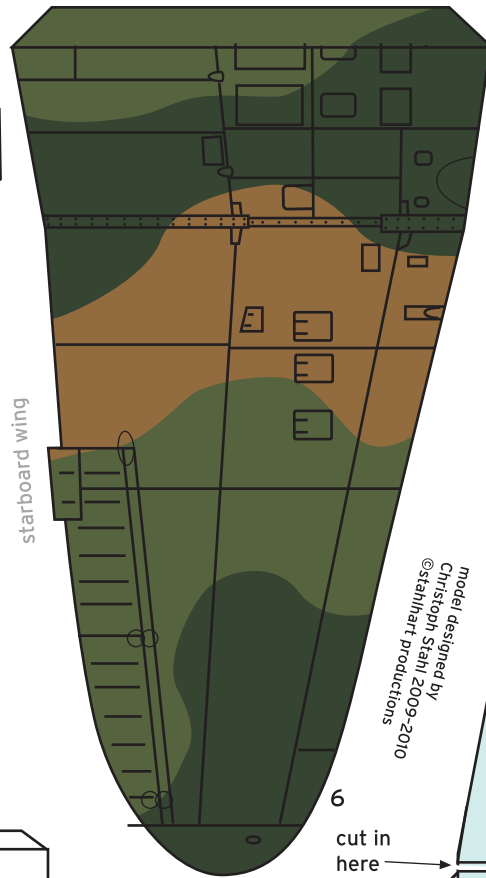 starboard wing
model designed by
Christoph Stahl 2009-2010
©stahlhart productions
6
cut in
here